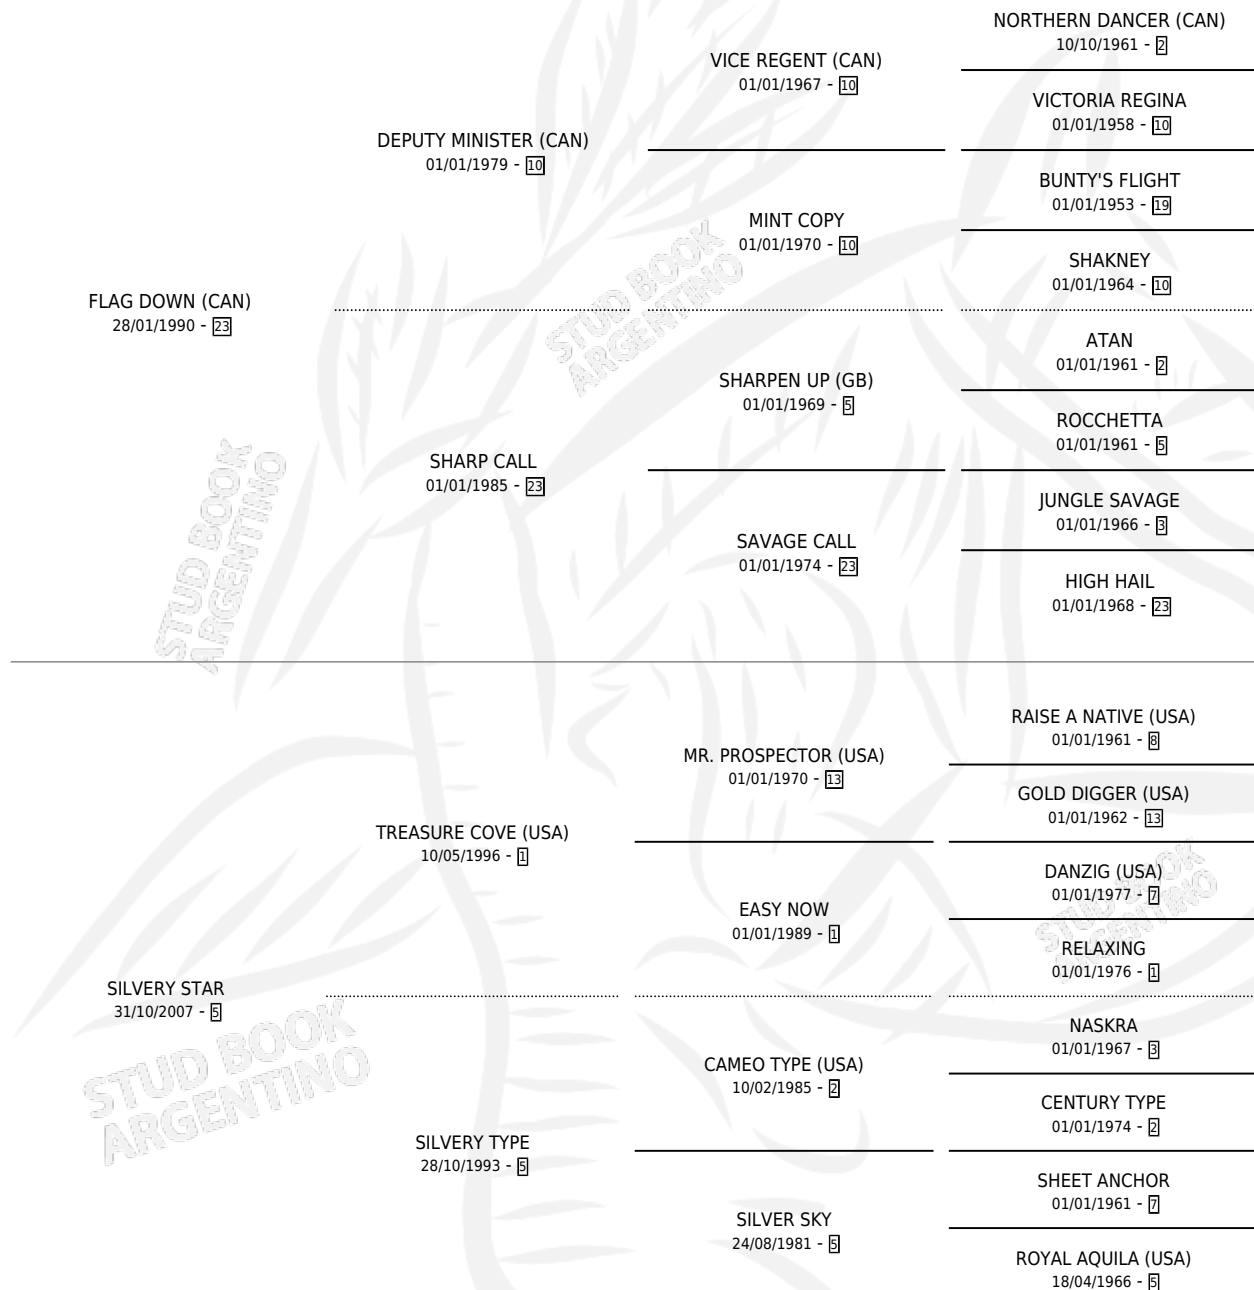 NORTHERN DANCER (CAN)
10/10/1961 - 2
VICE REGENT (CAN)
01/01/1967 - 10
VICTORIA REGINA
01/01/1958 - 10
DEPUTY MINISTER (CAN)
01/01/1979 - 10
BUNTY'S FLIGHT
01/01/1953 - 19
MINT COPY
01/01/1970 - 10
SHAKNEY
01/01/1964 - 10
FLAG DOWN (CAN)
28/01/1990 - 23
STUD BOOK
ARGENTINO
ATAN
01/01/1961 - 2
SHARPEN UP (GB)
01/01/1969 - 5
ROCCHETTA
01/01/1961 - 5
SHARP CALL
01/01/1985 - 23
JUNGLE SAVAGE
01/01/1966 - 3
SAVAGE CALL
01/01/1974 - 23
HIGH HAIL
01/01/1968 - 23
STUD BOOK
ARGENTINO
RAISE A NATIVE (USA)
01/01/1961 - 8
MR. PROSPECTOR (USA)
01/01/1970 - 13
GOLD DIGGER (USA)
01/01/1962 - 13
TREASURE COVE (USA)
10/05/1996 - 1
DANZIG (USA)
01/01/1977 - 7
EASY NOW
01/01/1989 - 1
RELAXING
01/01/1976 - 1
STUD BOOK
ARGENTINO
SILVERY STAR
31/10/2007 - 5
NASKRA
01/01/1967 - 3
CAMEO TYPE (USA)
10/02/1985 - 2
CENTURY TYPE
01/01/1974 - 2
SILVERY TYPE
28/10/1993 - 5
SHEET ANCHOR
01/01/1961 - 7
SILVER SKY
24/08/1981 - 5
ROYAL AQUILA (USA)
18/04/1966 - 5
STUD BOOK
ARGENTINO